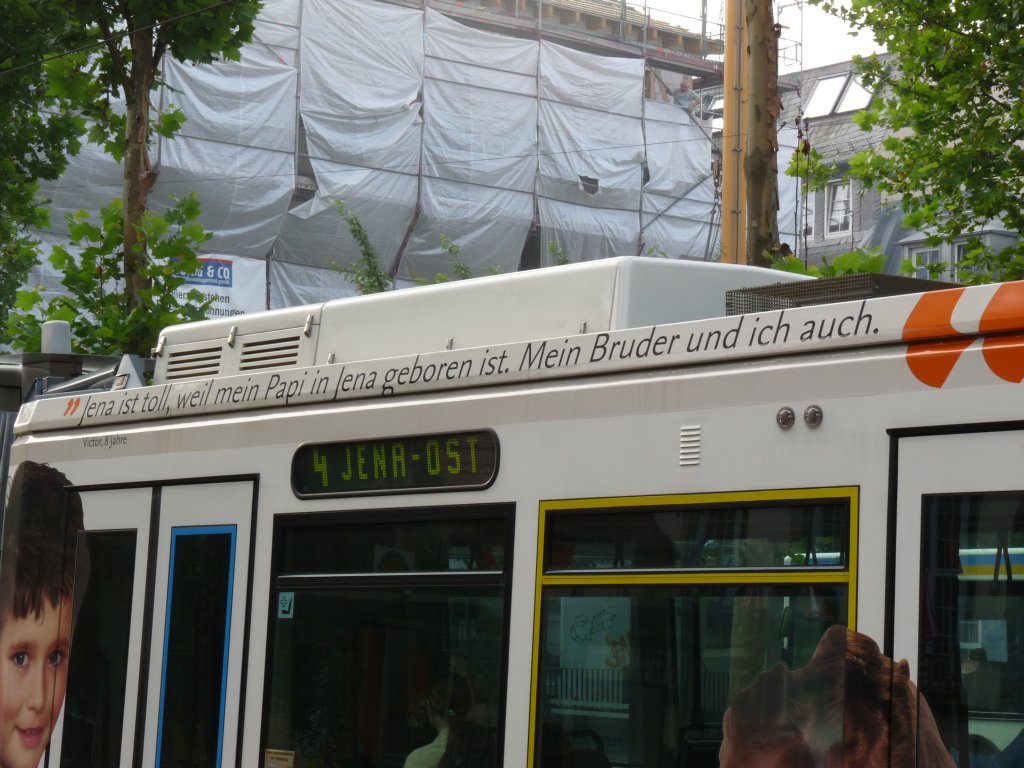 & CO
„Jena ist toll, weil mein Papi in Jena geboren ist. Mein Bruder und ich auch.“
Victor, 8 Jahre
4 JENA-OST